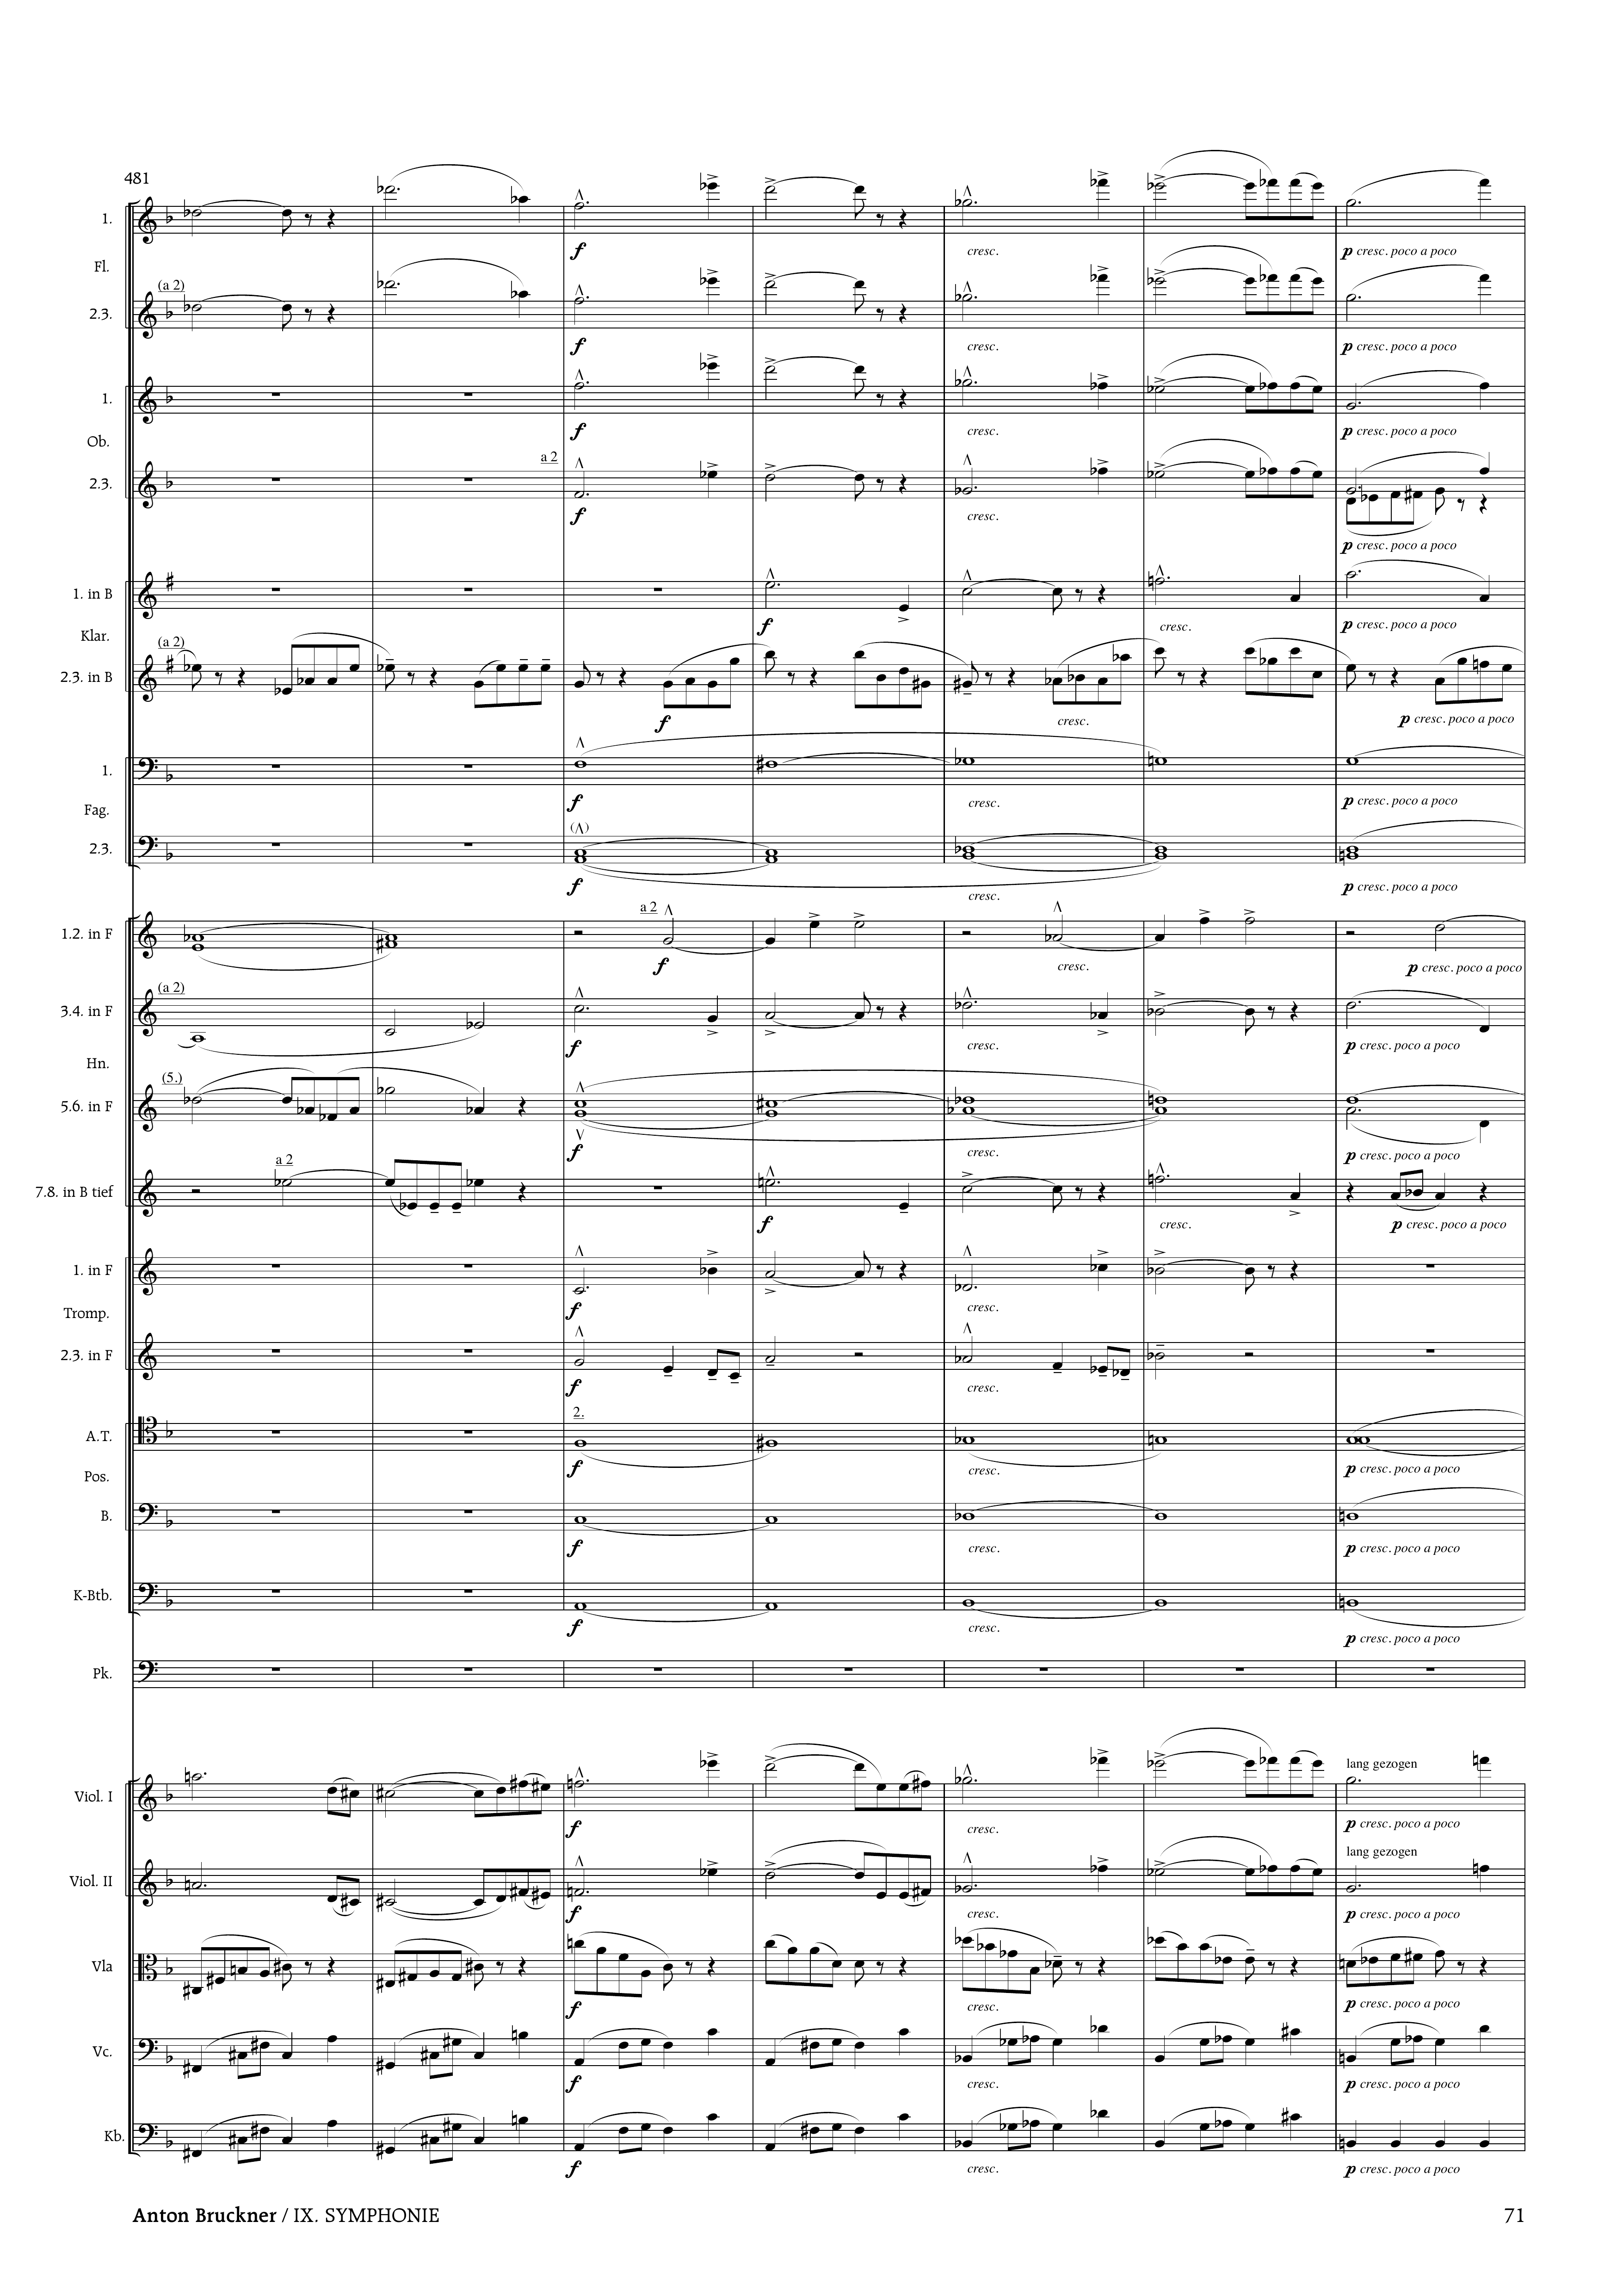 481
1.
f
cresc.
p cresc. poco a poco
Fl.
(a 2)
2.3.
f
cresc.
p cresc. poco a poco
1.
f
cresc.
p cresc. poco a poco
Ob.
a 2
2.3.
f
cresc.
p cresc. poco a poco
1. in B
f
cresc.
p cresc. poco a poco
Klar.
(a 2)
2.3. in B
f
cresc.
p cresc. poco a poco
1.
f
cresc.
p cresc. poco a poco
Fag.
2.3.
f
cresc.
p cresc. poco a poco
a 2
1.2. in F
f
cresc.
p cresc. poco a poco
(a 2)
3.4. in F
f
cresc.
p cresc. poco a poco
Hn.
(5.)
5.6. in F
f
cresc.
p cresc. poco a poco
a 2
7.8. in B tief
f
cresc.
p cresc. poco a poco
1. in F
f
cresc.
Tromp.
2.3. in F
f
cresc.
2.
A.T.
f
cresc.
p cresc. poco a poco
Pos.
B.
f
cresc.
p cresc. poco a poco
K-Btb.
f
cresc.
p cresc. poco a poco
Pk.
lang gezogen
Viol. I
f
cresc.
p cresc. poco a poco
lang gezogen
Viol. II
f
cresc.
p cresc. poco a poco
Vla
f
cresc.
p cresc. poco a poco
Vc.
f
cresc.
p cresc. poco a poco
Kb.
f
cresc.
p cresc. poco a poco
Anton Bruckner / IX. SYMPHONIE
71